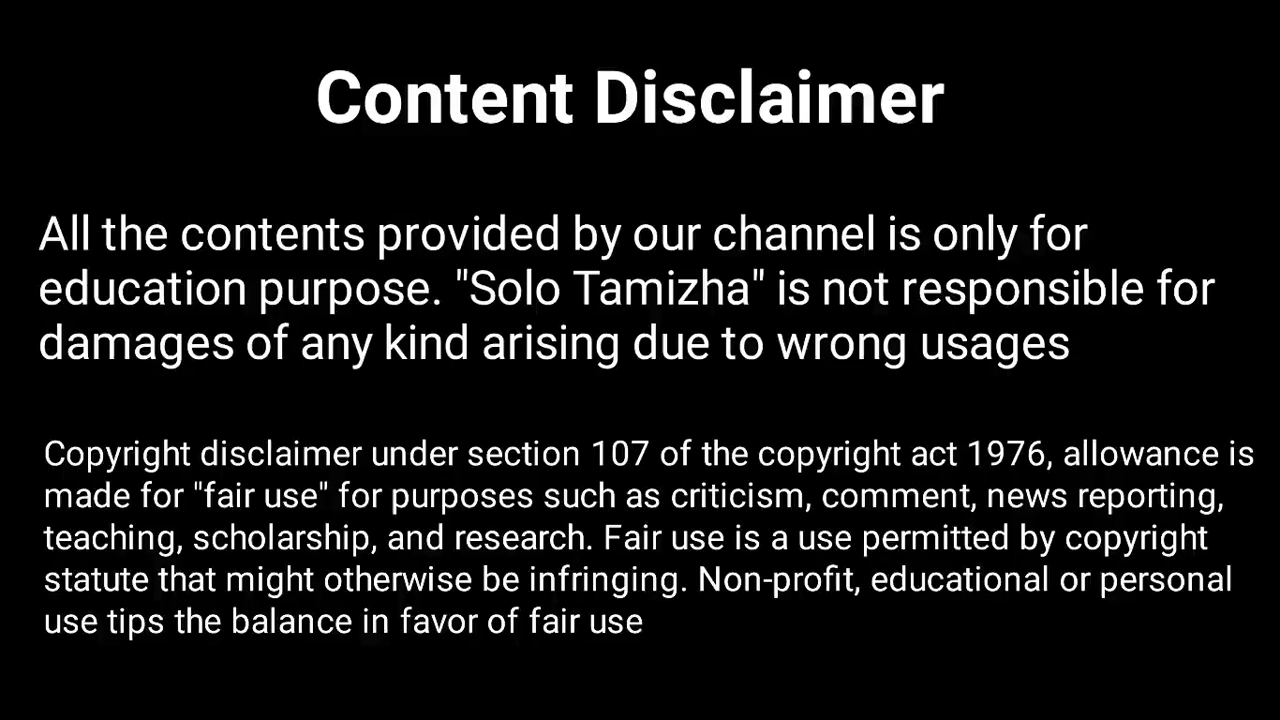 Content Disclaimer
All the contents provided by our channel is only for
education purpose. "Solo Tamizha" is not responsible for
damages of any kind arising due to wrong usages
Copyright disclaimer under section 107 of the copyright act 1976, allowance is
made for "fair use" for purposes such as criticism, comment, news reporting,
teaching, scholarship, and research. Fair use is a use permitted by copyright
statute that might otherwise be infringing. Non-profit, educational or personal
use tips the balance in favor of fair use